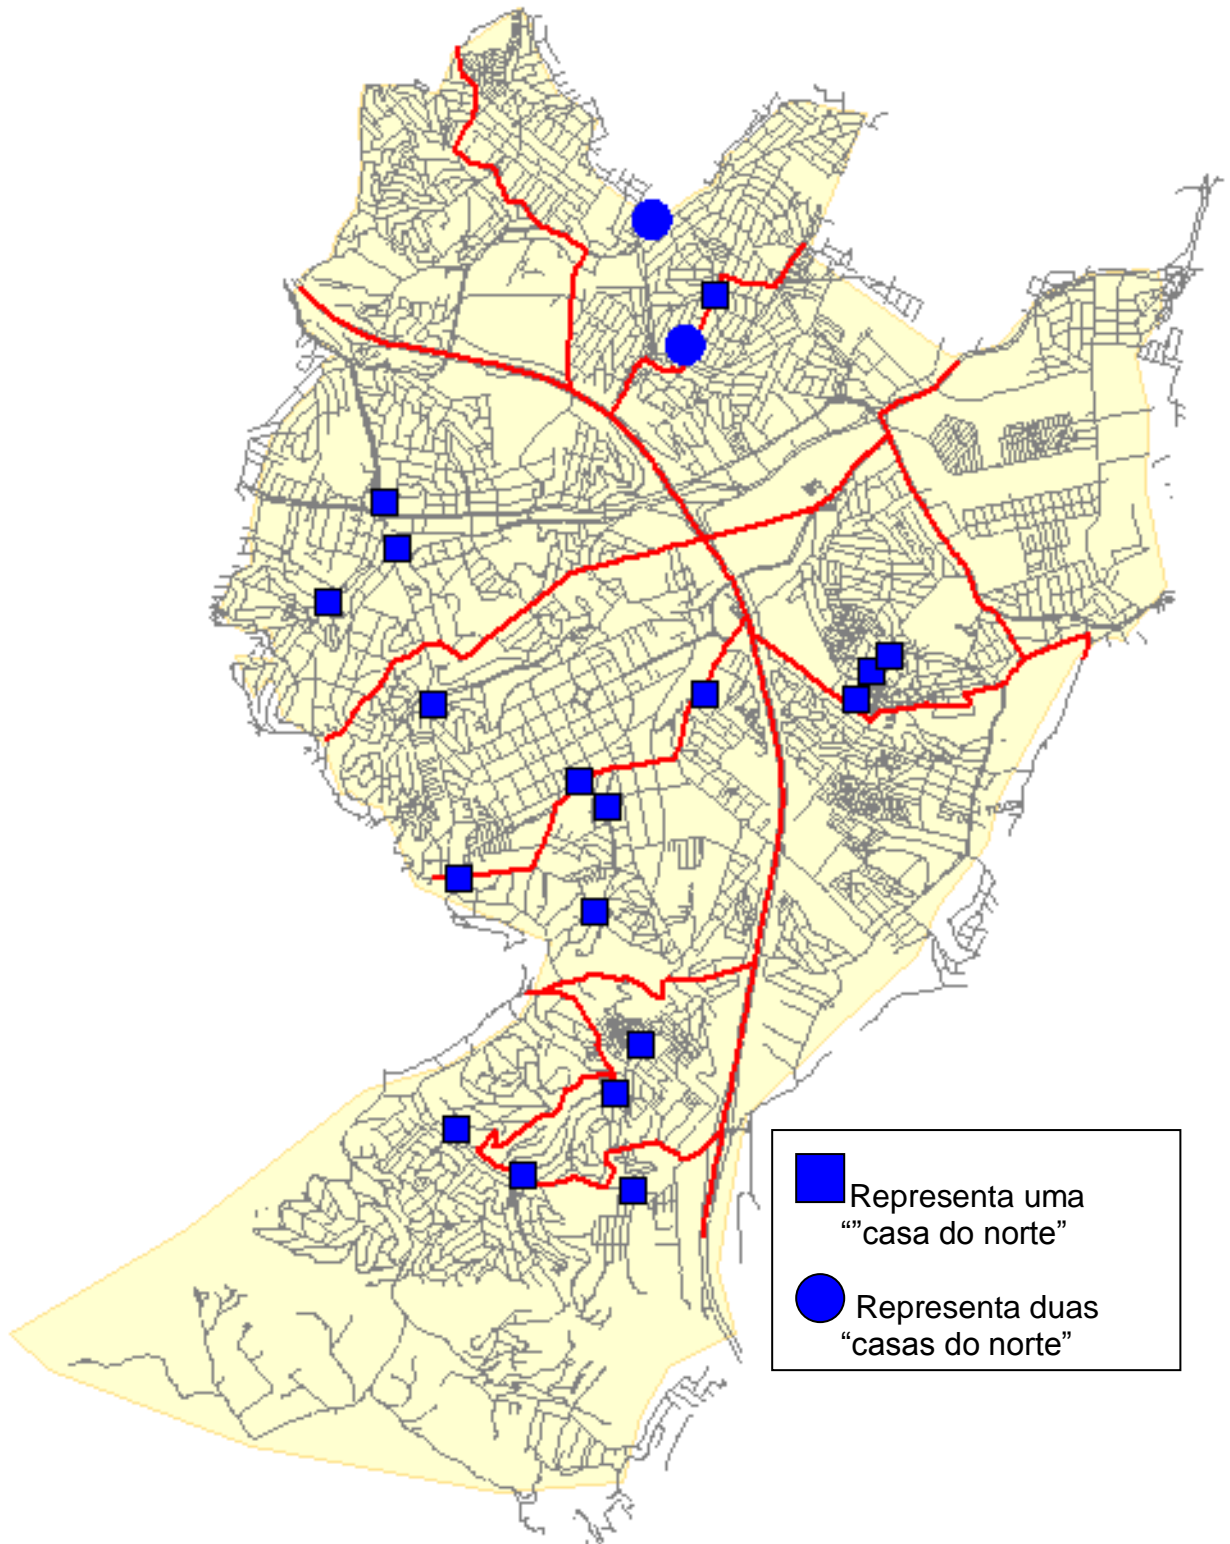 Representa uma
“”casa do norte”
Representa duas
“casas do norte”